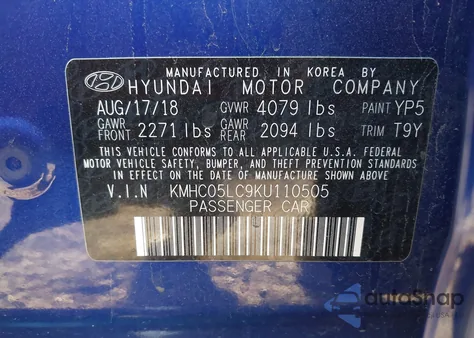 MANUFACTURED IN KOREA BY
HYUNDAI MOTOR COMPANY
AUG/17/18 GVWR 4079 lbs PAINT YP5
GAWR FRONT 2271 lbs GAWR REAR 2094 lbs TRIM T9Y
THIS VEHICLE CONFORMS TO ALL APPLICABLE U.S.A. FEDERAL
MOTOR VEHICLE SAFETY, BUMPER, AND THEFT PREVENTION STANDARDS
IN EFFECT ON THE DATE OF MANUFACTURE SHOWN ABOVE.
V.I.N KMHC05LC9KU110505
PASSENGER CAR
autoSnap